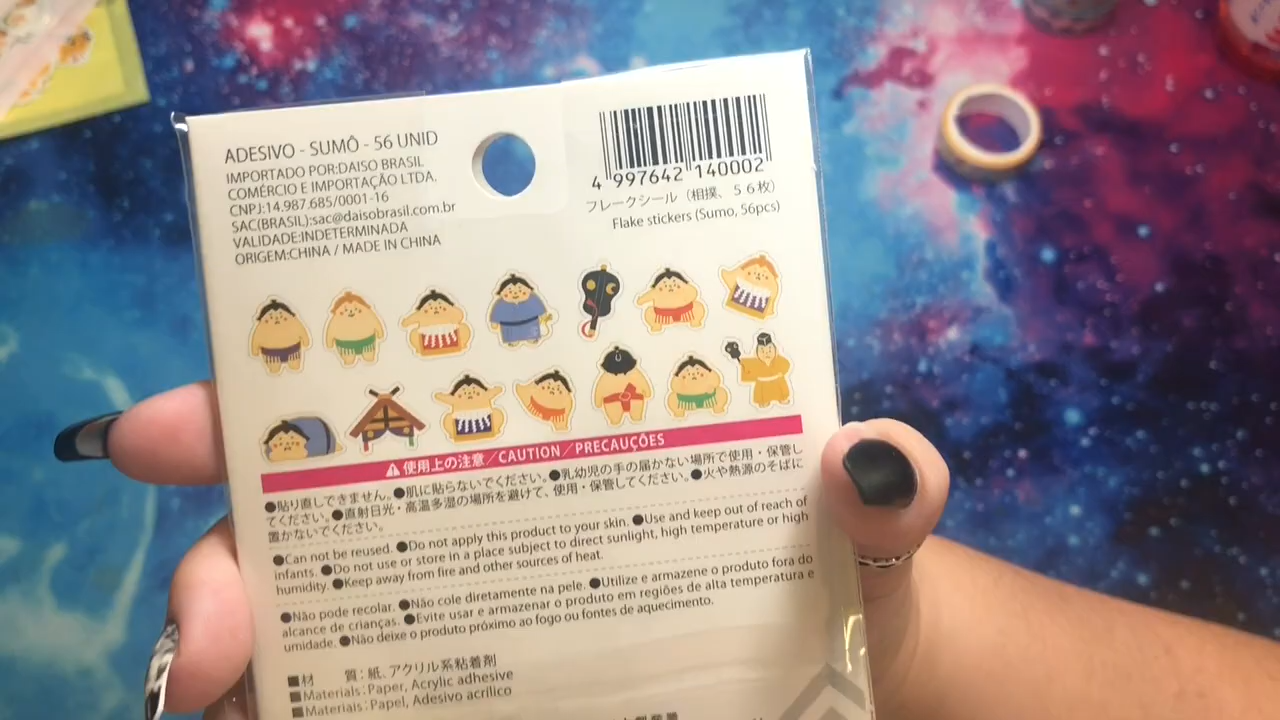 ADESIVO - SUMÔ - 56 UNID
IMPORTADO POR:DAISO BRASIL
COMÉRCIO E IMPORTAÇÃO LTDA.
CNPJ:14.987.685/0001-16
SAC(BRASIL):sac@daisobrasil.com.br
VALIDADE:INDETERMINADA
ORIGEM:CHINA / MADE IN CHINA
4 997642 140002
フレークシール（相撲、５６枚）
Flake stickers (Sumo, 56pcs)
使用上の注意／CAUTION／PRECAUÇÕES
●貼り直しできません。●肌に貼らないでください。●乳幼児の手の届かない場所で使用・保管し
てください。●直射日光・高温多湿の場所を避けて、使用・保管してください。●火や熱源のそばに
置かないでください。
●Can not be reused. ●Do not apply this product to your skin. ●Use and keep out of reach of
infants. ●Do not use or store in a place subject to direct sunlight, high temperature or high
humidity. ●Keep away from fire and other sources of heat.
●Não pode recolar. ●Não cole diretamente na pele. ●Utilize e armazene o produto fora do
alcance de crianças. ●Evite usar e armazenar o produto em regiões de alta temperatura e
umidade. ●Não deixe o produto próximo ao fogo ou fontes de aquecimento.
■材　質：紙、アクリル系粘着剤
■Materials：Paper, Acrylic adhesive
■Materiais：Papel, Adesivo acrílico